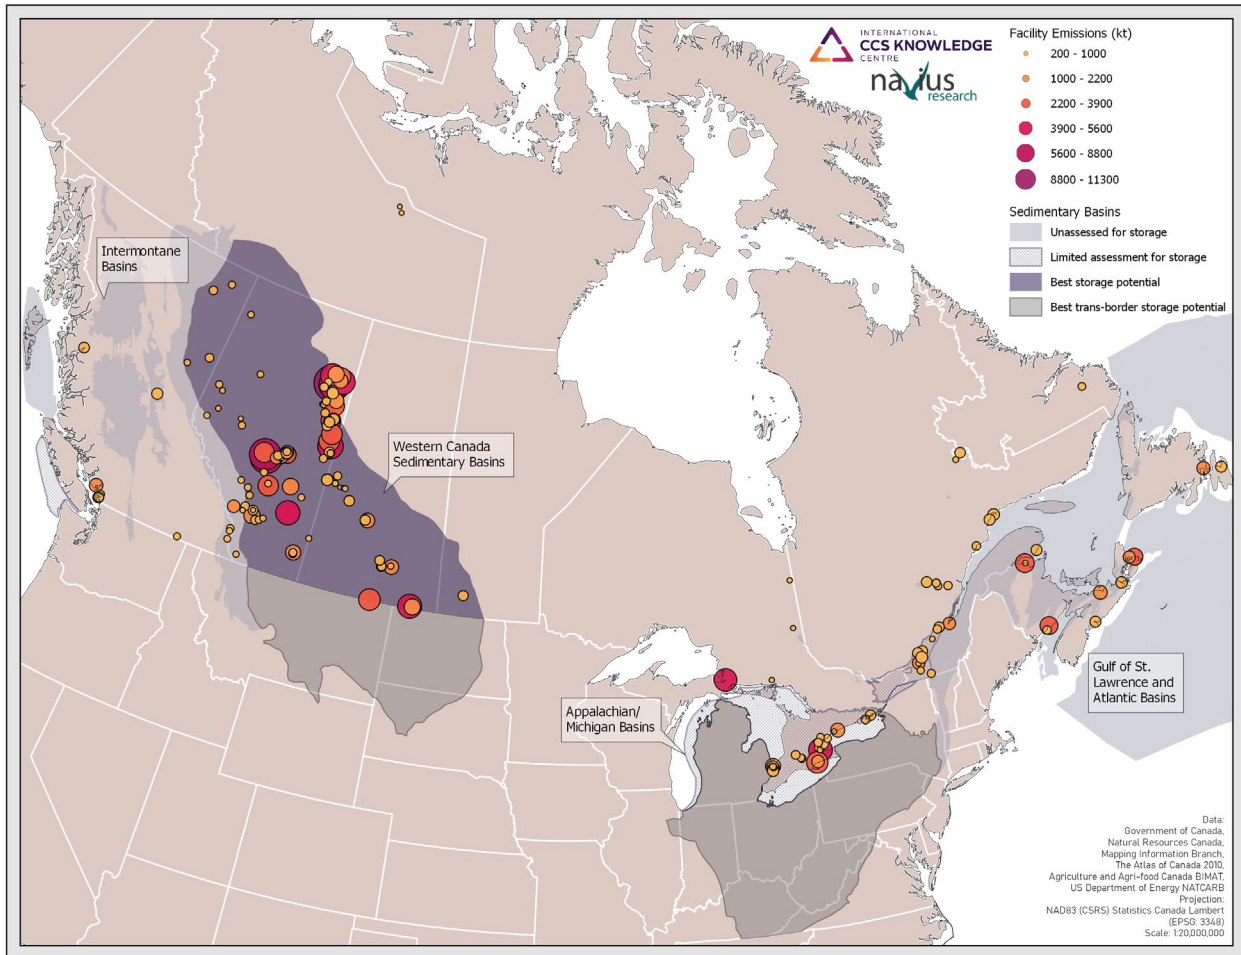 INTERNATIONAL
CCS KNOWLEDGE
CENTRE
navius
research
Facility Emissions (kt)
200 - 1000
1000 - 2200
2200 - 3900
3900 - 5600
5600 - 8800
8800 - 11300
Sedimentary Basins
Unassessed for storage
Limited assessment for storage
Best storage potential
Best trans-border storage potential
Intermontane
Basins
Western Canada
Sedimentary Basins
Appalachian/
Michigan Basins
Gulf of St.
Lawrence and
Atlantic Basins
Data:
Government of Canada,
Natural Resources Canada,
Mapping Information Branch,
The Atlas of Canada 2010,
Agriculture and Agri-food Canada BIMAT,
US Department of Energy NATCARB
Projection:
NAD83 (CSRS) Statistics Canada Lambert
(EPSG: 3348)
Scale: 1:20,000,000